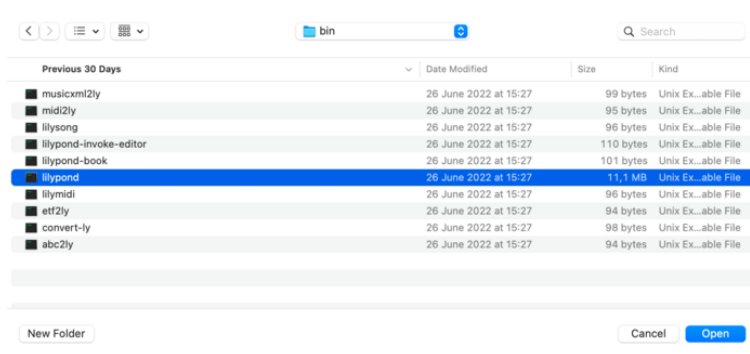 bin
Search
Previous 30 Days Date Modified Size Kind
musicxml2ly 26 June 2022 at 15:27 99 bytes Unix Ex...able File
midi2ly 26 June 2022 at 15:27 95 bytes Unix Ex...able File
lilysong 26 June 2022 at 15:27 96 bytes Unix Ex...able File
lilypond-invoke-editor 26 June 2022 at 15:27 110 bytes Unix Ex...able File
lilypond-book 26 June 2022 at 15:27 101 bytes Unix Ex...able File
lilypond 26 June 2022 at 15:27 11,1 MB Unix Ex...able File
lilymidi 26 June 2022 at 15:27 96 bytes Unix Ex...able File
etf2ly 26 June 2022 at 15:27 94 bytes Unix Ex...able File
convert-ly 26 June 2022 at 15:27 98 bytes Unix Ex...able File
abc2ly 26 June 2022 at 15:27 94 bytes Unix Ex...able File
New Folder Cancel Open